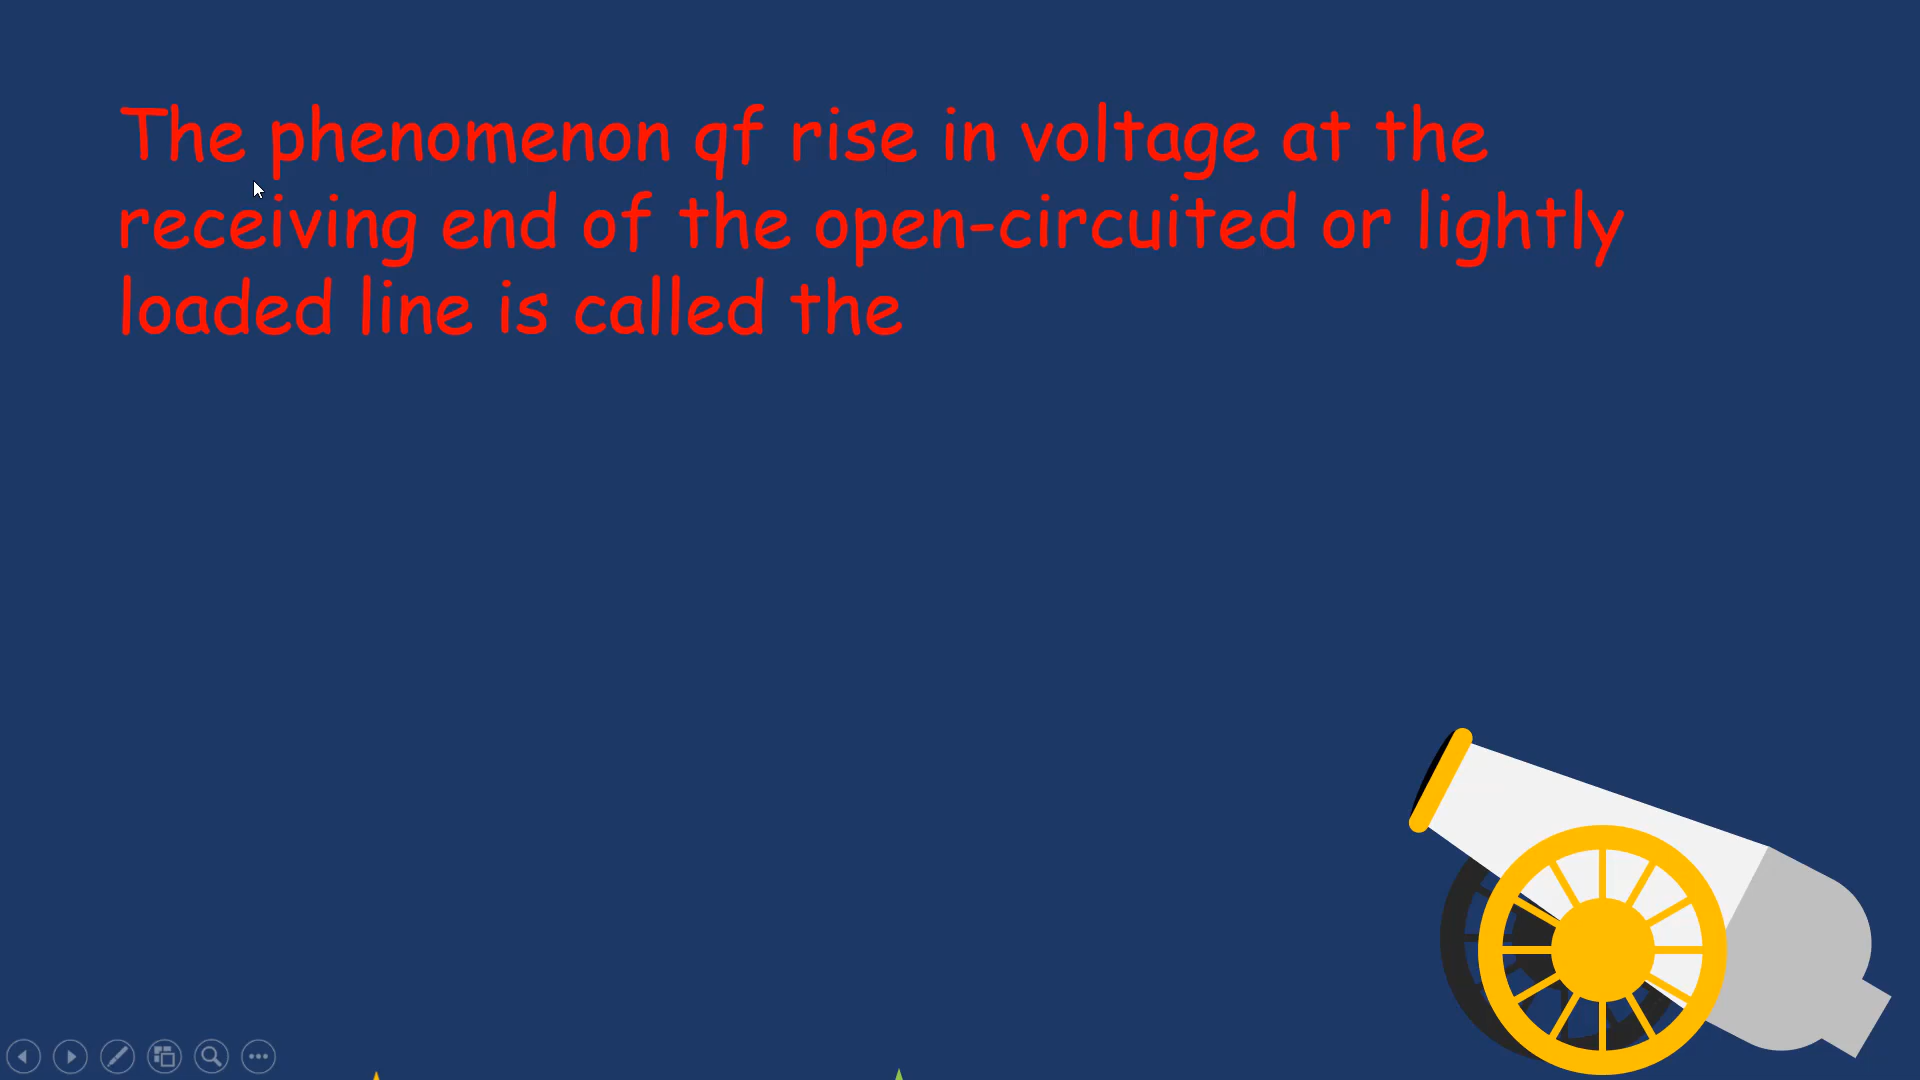 The phenomenon qf rise in voltage at the
receiving end of the open-circuited or lightly
loaded line is called the